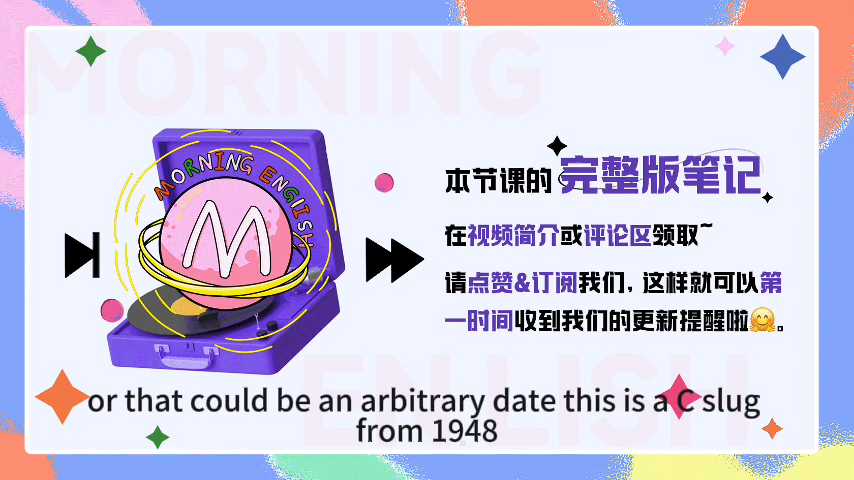 MORNING
MORNING ENGLISH
M
本节课的 完整版笔记
在视频简介或评论区领取~
请点赞&订阅我们, 这样就可以第
一时间收到我们的更新提醒啦🤗。
ENGLISH
or that could be an arbitrary date this is a C slug
from 1948